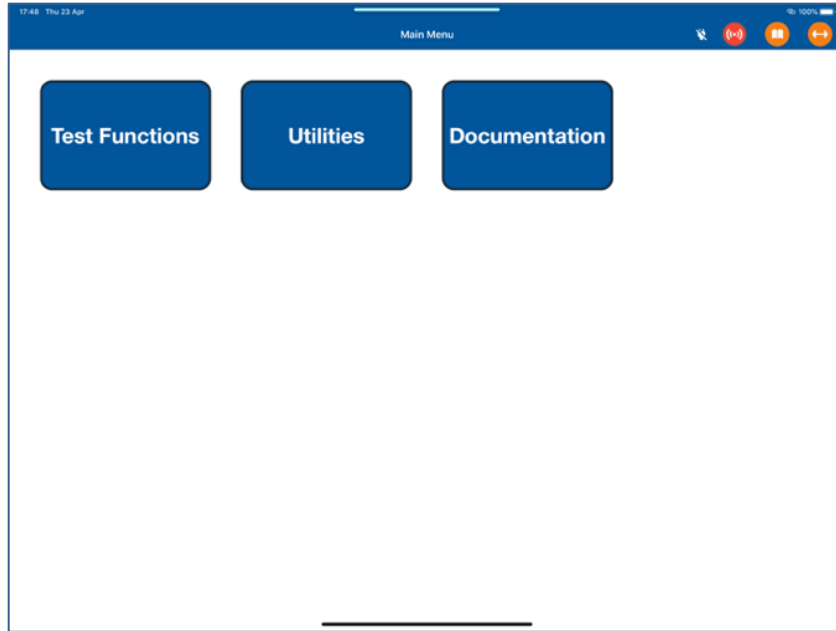 17:48 Thu 23 Apr
100%
Main Menu
Test Functions
Utilities
Documentation